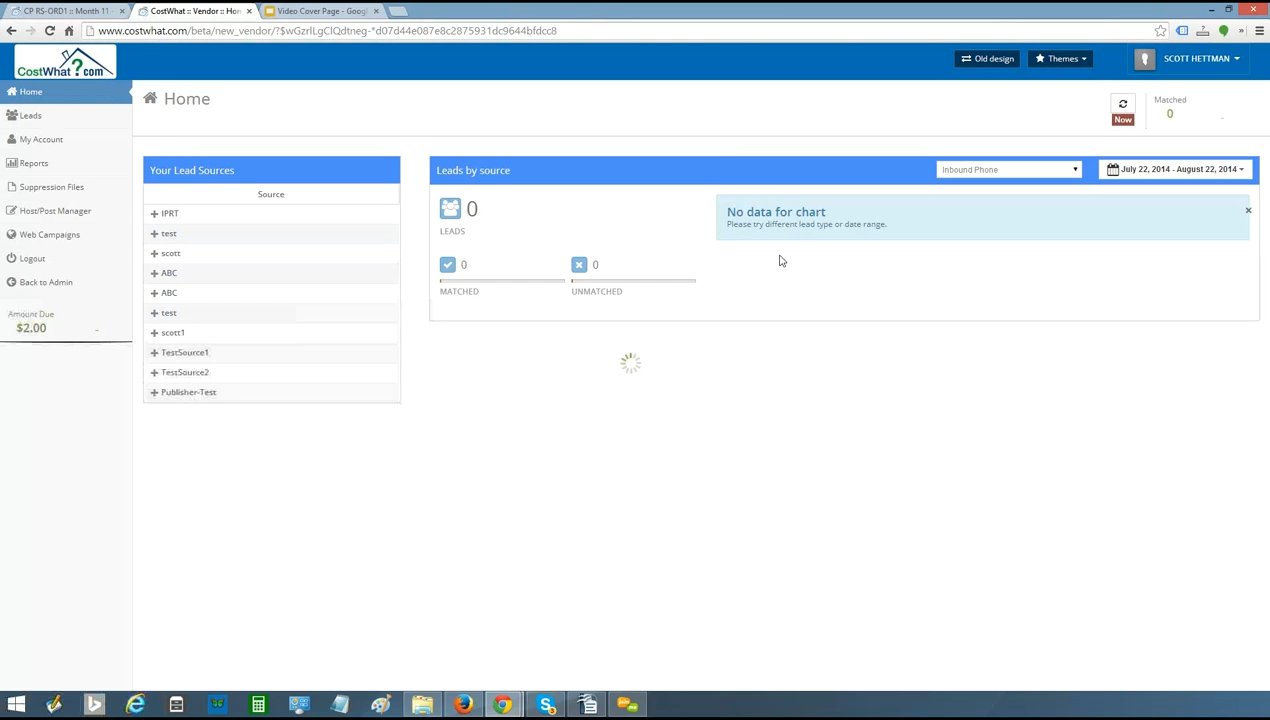 CP RS-ORD1 :: Month 11 -
CostWhat :: Vendor :: Ho
Video Cover Page - Googl
www.costwhat.com/beta/new_vendor/?$wGzrlLgClQdtneg-*d07d44e087e8c2875931dc9644bfdcc8
CostWhat?.com
Old design
Themes
SCOTT HETTMAN
Home
Leads
My Account
Reports
Suppression Files
Host/Post Manager
Web Campaigns
Logout
Back to Admin
Amount Due
$2.00
-
Home
Now
Matched
0
-
Your Lead Sources
Source
IPRT
test
scott
ABC
ABC
test
scott1
TestSource1
TestSource2
Publisher-Test
Leads by source
Inbound Phone
July 22, 2014 - August 22, 2014
0
LEADS
0
MATCHED
0
UNMATCHED
No data for chart
Please try different lead type or date range.